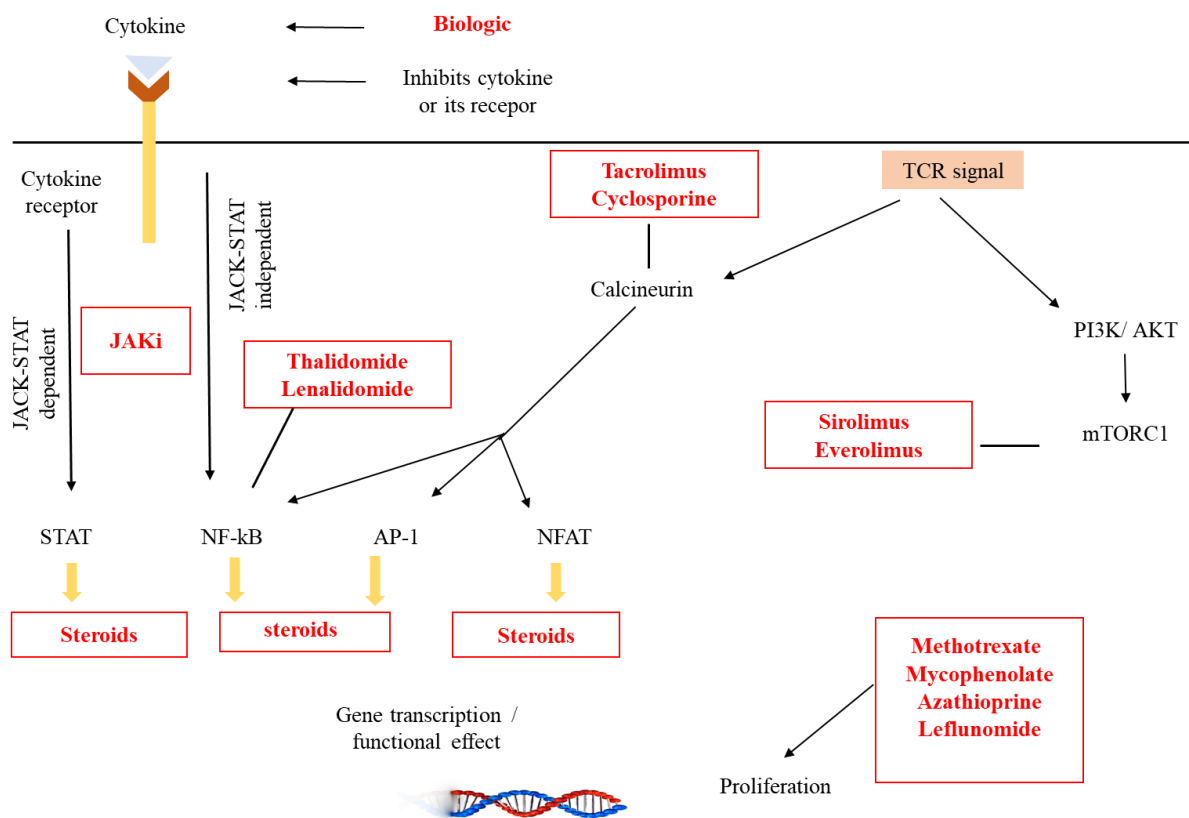 Cytokine
Biologic
Inhibits cytokine
or its recepor
Cytokine
receptor
Tacrolimus
Cyclosporine
TCR signal
JACK-STAT
dependent
JAKi
JACK-STAT
independent
Calcineurin
PI3K/ AKT
Thalidomide
Lenalidomide
Sirolimus
Everolimus
mTORC1
STAT
NF-kB
AP-1
NFAT
Steroids
steroids
Steroids
Methotrexate
Mycophenolate
Azathioprine
Leflunomide
Gene transcription /
functional effect
Proliferation